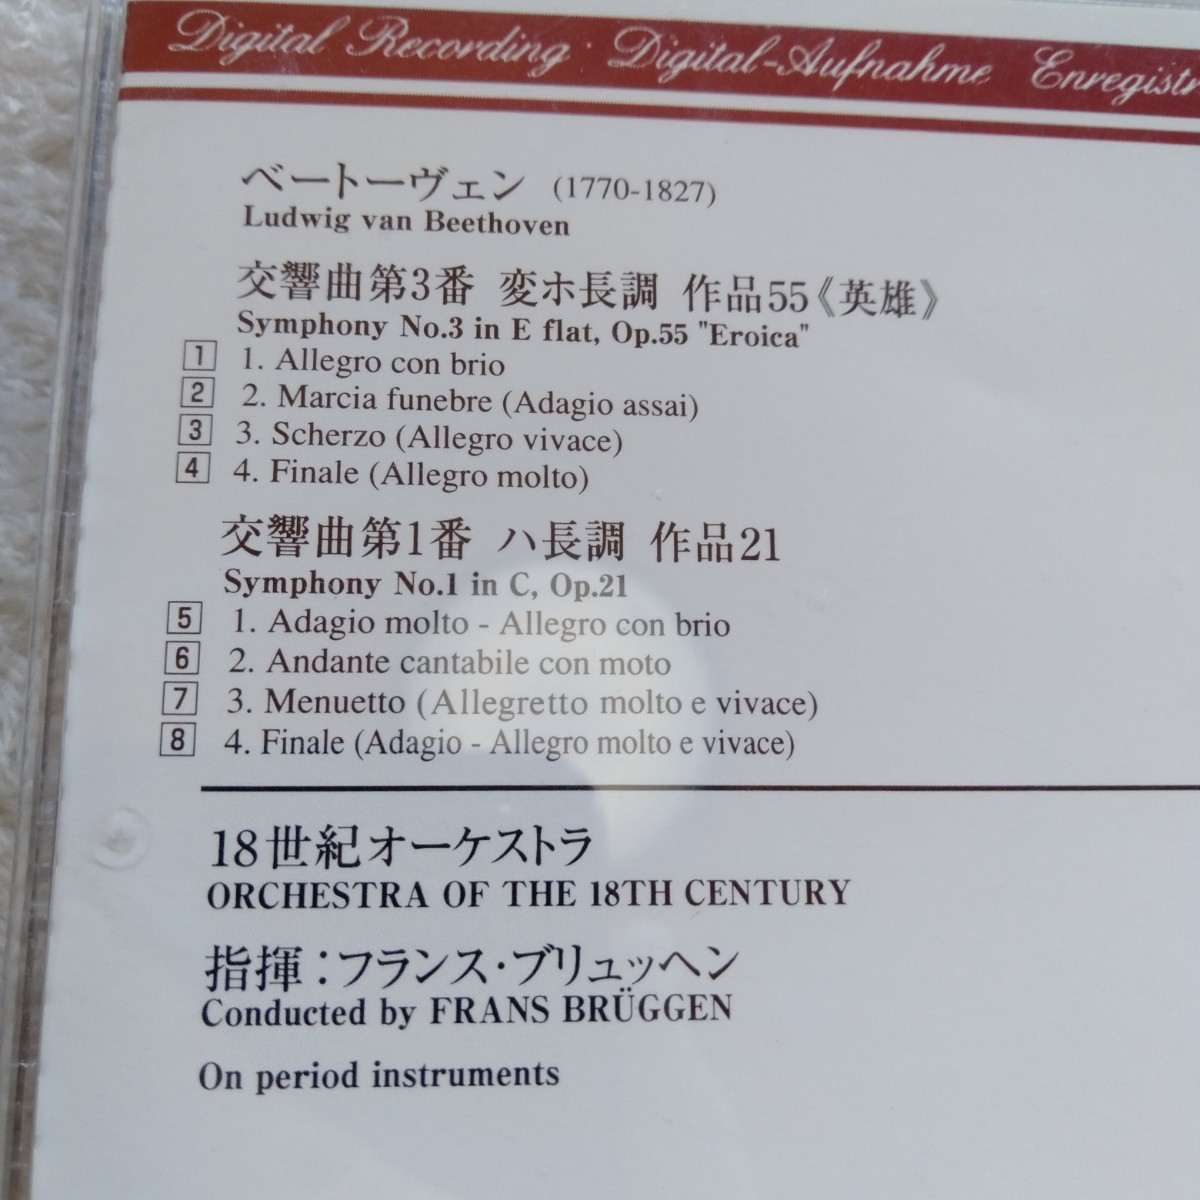 Digital Recording · Digital-Aufnahme Enregistr
ベートーヴェン (1770-1827)
Ludwig van Beethoven
交響曲第3番 変ホ長調 作品55《英雄》
Symphony No.3 in E flat, Op.55 "Eroica"
1 1. Allegro con brio
2 2. Marcia funebre (Adagio assai)
3 3. Scherzo (Allegro vivace)
4 4. Finale (Allegro molto)
交響曲第1番 ハ長調 作品21
Symphony No.1 in C, Op.21
5 1. Adagio molto - Allegro con brio
6 2. Andante cantabile con moto
7 3. Menuetto (Allegretto molto e vivace)
8 4. Finale (Adagio - Allegro molto e vivace)
18世紀オーケストラ
ORCHESTRA OF THE 18TH CENTURY
指揮:フランス・ブリュッヘン
Conducted by FRANS BRÜGGEN
On period instruments